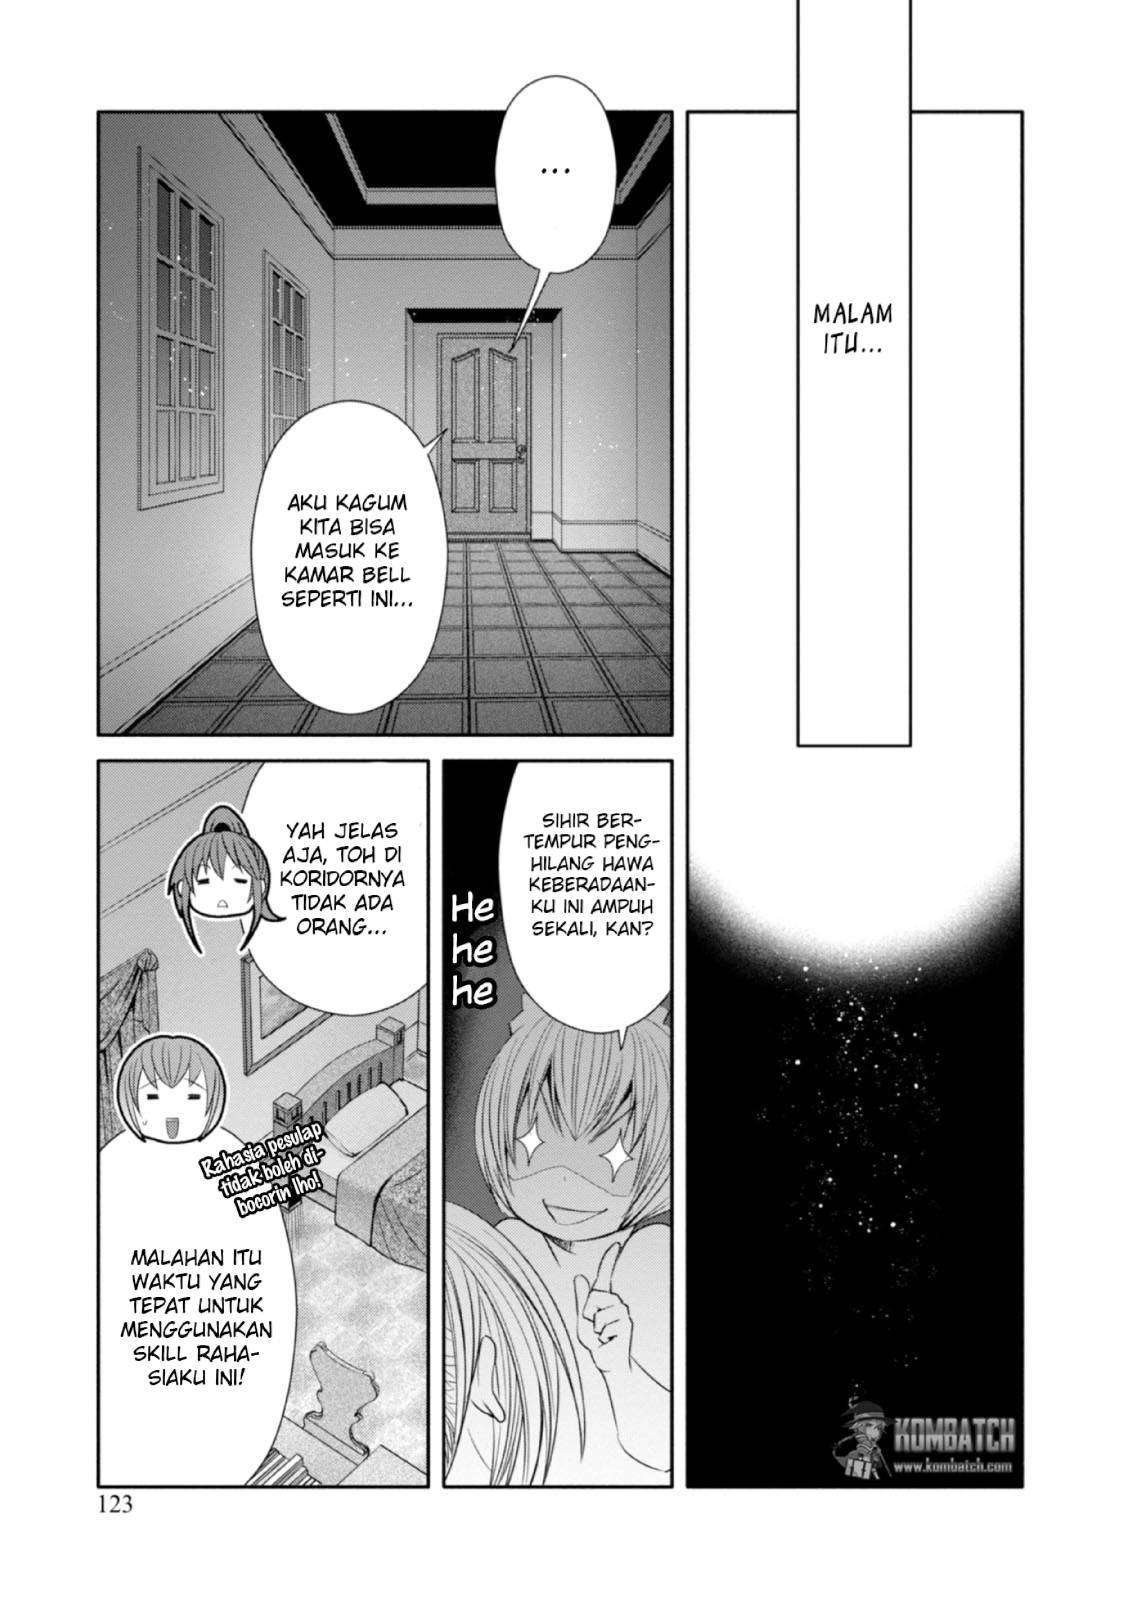 MALAM
ITU...
...
AKU KAGUM
KITA BISA
MASUK KE
KAMAR BELL
SEPERTI INI...
SIHIR BER-
TEMPUR PENG-
HILANG HAWA
KEBERADAAN-
KU INI AMPUH
SEKALI, KAN?
He
he
he
YAH JELAS
AJA, TOH DI
KORIDORNYA
TIDAK ADA
ORANG...
Rahasia pesulap
tidak boleh di-
bocorin lho!
MALAHAN ITU
WAKTU YANG
TEPAT UNTUK
MENGGUNAKAN
SKILL RAHA-
SIAKU INI!
KOMBATCH
www.kombatch.com
123